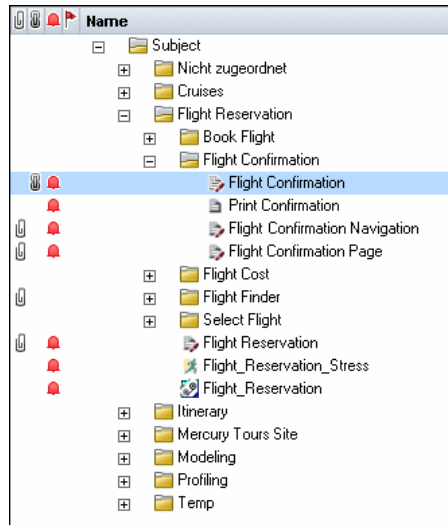 Name
Subject
Nicht zugeordnet
Cruises
Flight Reservation
Book Flight
Flight Confirmation
Flight Confirmation
Print Confirmation
Flight Confirmation Navigation
Flight Confirmation Page
Flight Cost
Flight Finder
Select Flight
Flight Reservation
Flight_Reservation_Stress
Flight_Reservation
Itinerary
Mercury Tours Site
Modeling
Profiling
Temp